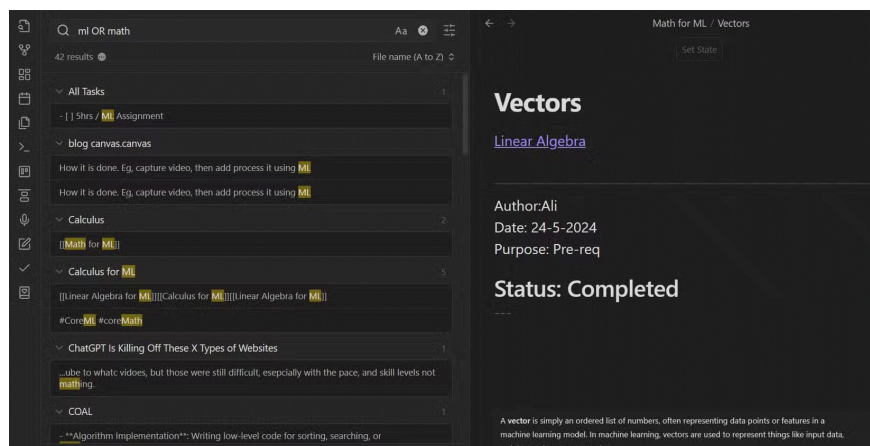 ml OR math
Aa
42 results
File name (A to Z)
All Tasks
1
- [ ] 5hrs / ML Assignment
blog canvas.canvas
How it is done. Eg, capture video, then add process it using ML
How it is done. Eg, capture video, then add process it using ML
Calculus
2
[[Math for ML]]
Calculus for ML
5
[[Linear Algebra for ML]][[Calculus for ML]][[Linear Algebra for ML]]
#CoreML #coreMath
ChatGPT Is Killing Off These X Types of Websites
1
...ube to wathc vidoes, but those were still difficult, esepcially with the pace, and skill levels not
mathing.
COAL
1
- **Algorithm Implementation**: Writing low-level code for sorting, searching, or
Math for ML / Vectors
Set State
Vectors
Linear Algebra
Author:Ali
Date: 24-5-2024
Purpose: Pre-req
Status: Completed
---
A vector is simply an ordered list of numbers, often representing data points or features in a
machine learning model. In machine learning, vectors are used to represent things like input data,